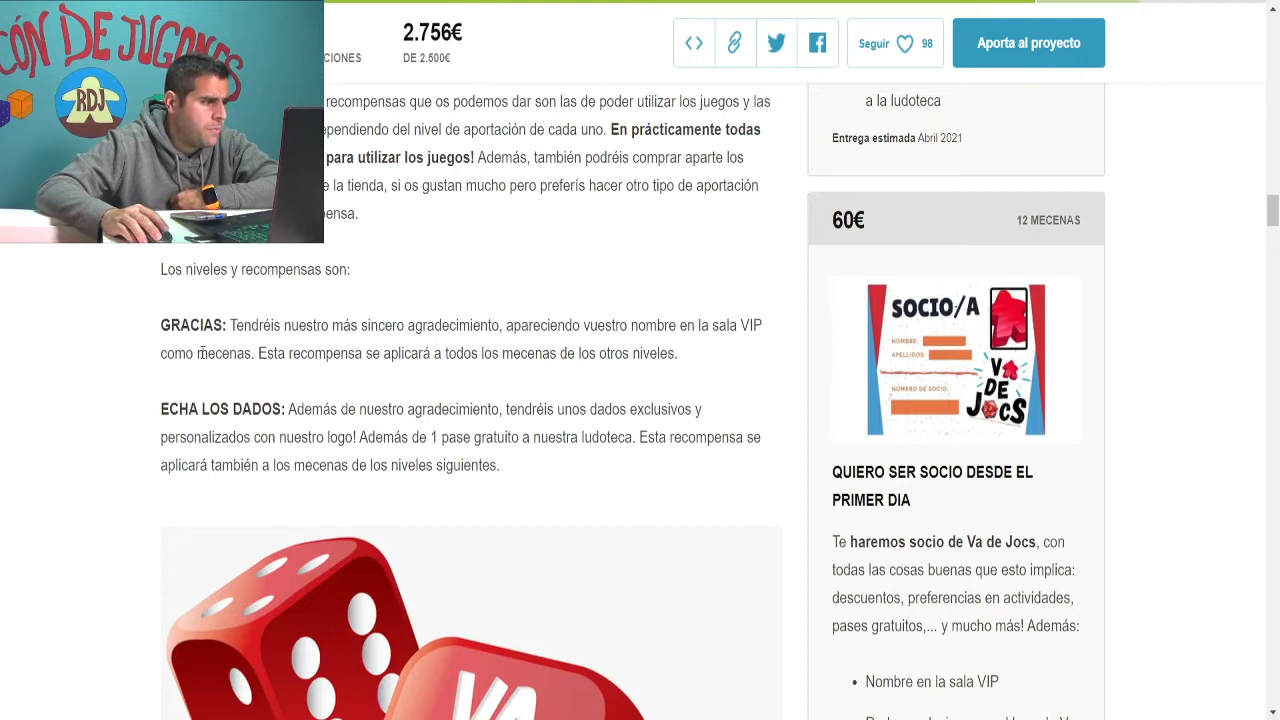 CÓN DE JUGONES
RDJ
CIONES
2.756€
DE 2.500€
Seguir 98
Aporta al proyecto
recompensas que os podemos dar son las de poder utilizar los juegos y las
ependiendo del nivel de aportación de cada uno. En prácticamente todas
para utilizar los juegos! Además, también podréis comprar aparte los
e la tienda, si os gustan mucho pero preferís hacer otro tipo de aportación
pensa.
Los niveles y recompensas son:
GRACIAS: Tendréis nuestro más sincero agradecimiento, apareciendo vuestro nombre en la sala VIP
como mecenas. Esta recompensa se aplicará a todos los mecenas de los otros niveles.
ECHA LOS DADOS: Además de nuestro agradecimiento, tendréis unos dados exclusivos y
personalizados con nuestro logo! Además de 1 pase gratuito a nuestra ludoteca. Esta recompensa se
aplicará también a los mecenas de los niveles siguientes.
VA
a la ludoteca
Entrega estimada Abril 2021
60€
12 MECENAS
SOCIO/A
NOMBRE:
APELLIDOS:
NÚMERO DE SOCIO:
VA
DE
JOCS
QUIERO SER SOCIO DESDE EL
PRIMER DIA
Te haremos socio de Va de Jocs, con
todas las cosas buenas que esto implica:
descuentos, preferencias en actividades,
pases gratuitos,... y mucho más! Además:
• Nombre en la sala VIP